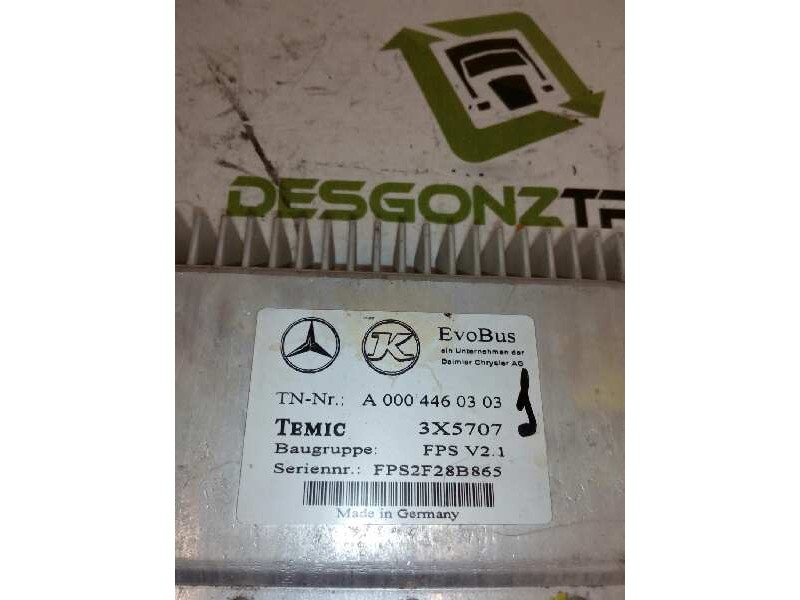 DESGONZTR
K EvoBus
ein Unternehmen der
Daimler Chrysler AG
TN-Nr.: A 000 446 03 03
TEMIC 3X5707
Baugruppe: FPS V2.1
Seriennr.: FPS2F28B865
Made in Germany